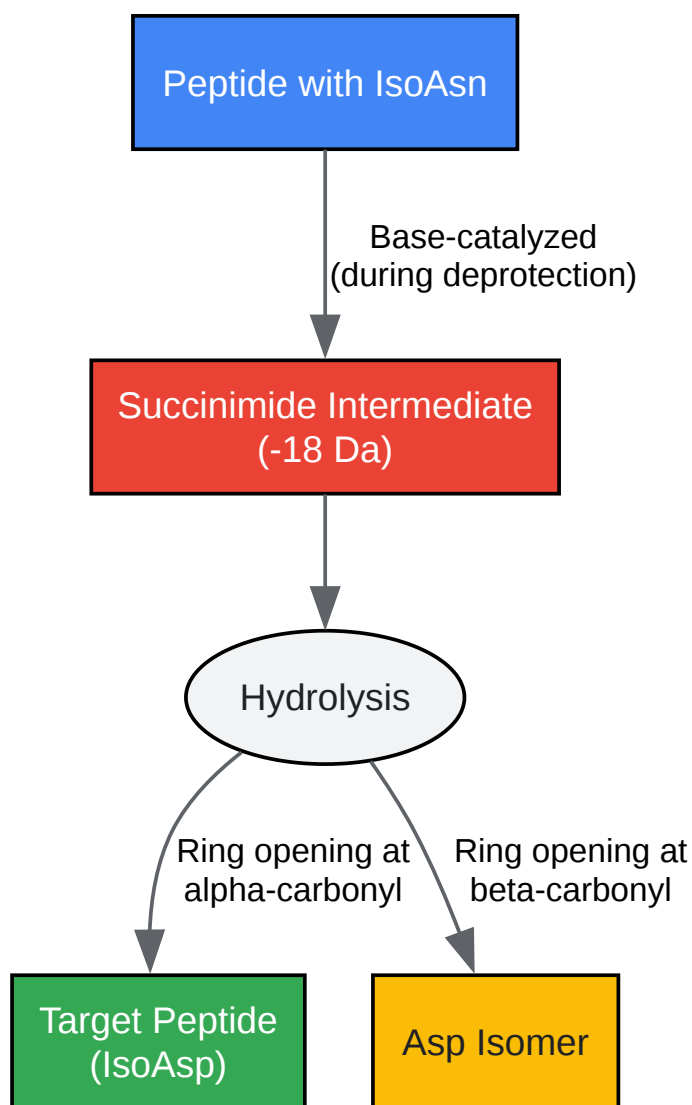 Peptide with IsoAsn
Base-catalyzed
(during deprotection)
Succinimide Intermediate
(-18 Da)
Hydrolysis
Ring opening at
alpha-carbonyl
Ring opening at
beta-carbonyl
Target Peptide
(IsoAsp)
Asp Isomer